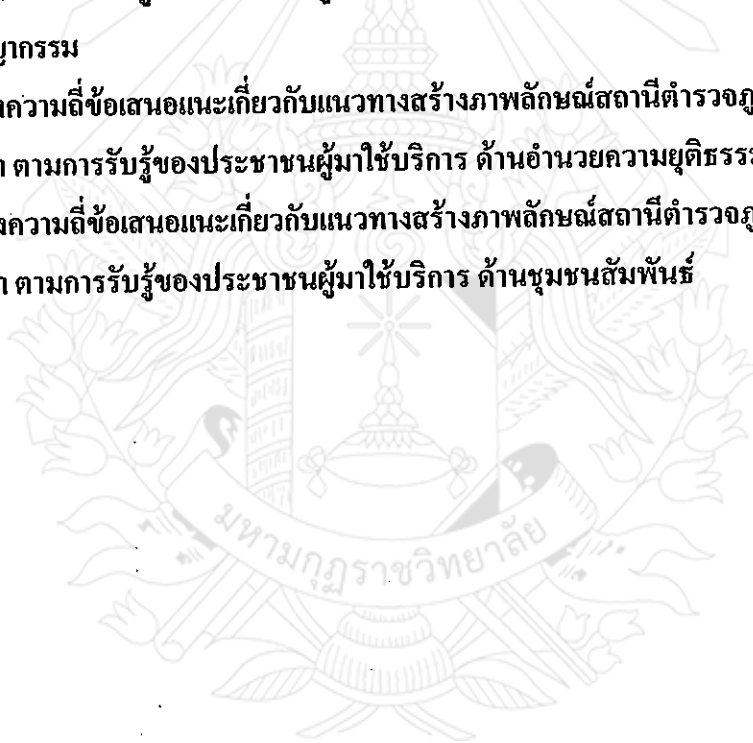 ญากรรม
งความถี่ข้อเสนอแนะเกี่ยวกับแนวทางสร้างภาพลักษณ์สถานีตำรวจภู
า ตามการรับรู้ของประชาชนผู้มาใช้บริการ ด้านอำนวยความยุติธรร
งความถี่ข้อเสนอแนะเกี่ยวกับแนวทางสร้างภาพลักษณ์สถานีตำรวจภู
า ตามการรับรู้ของประชาชนผู้มาใช้บริการ ด้านชุมชนสัมพันธ์
มหามกุฏราชวิทยาลัย